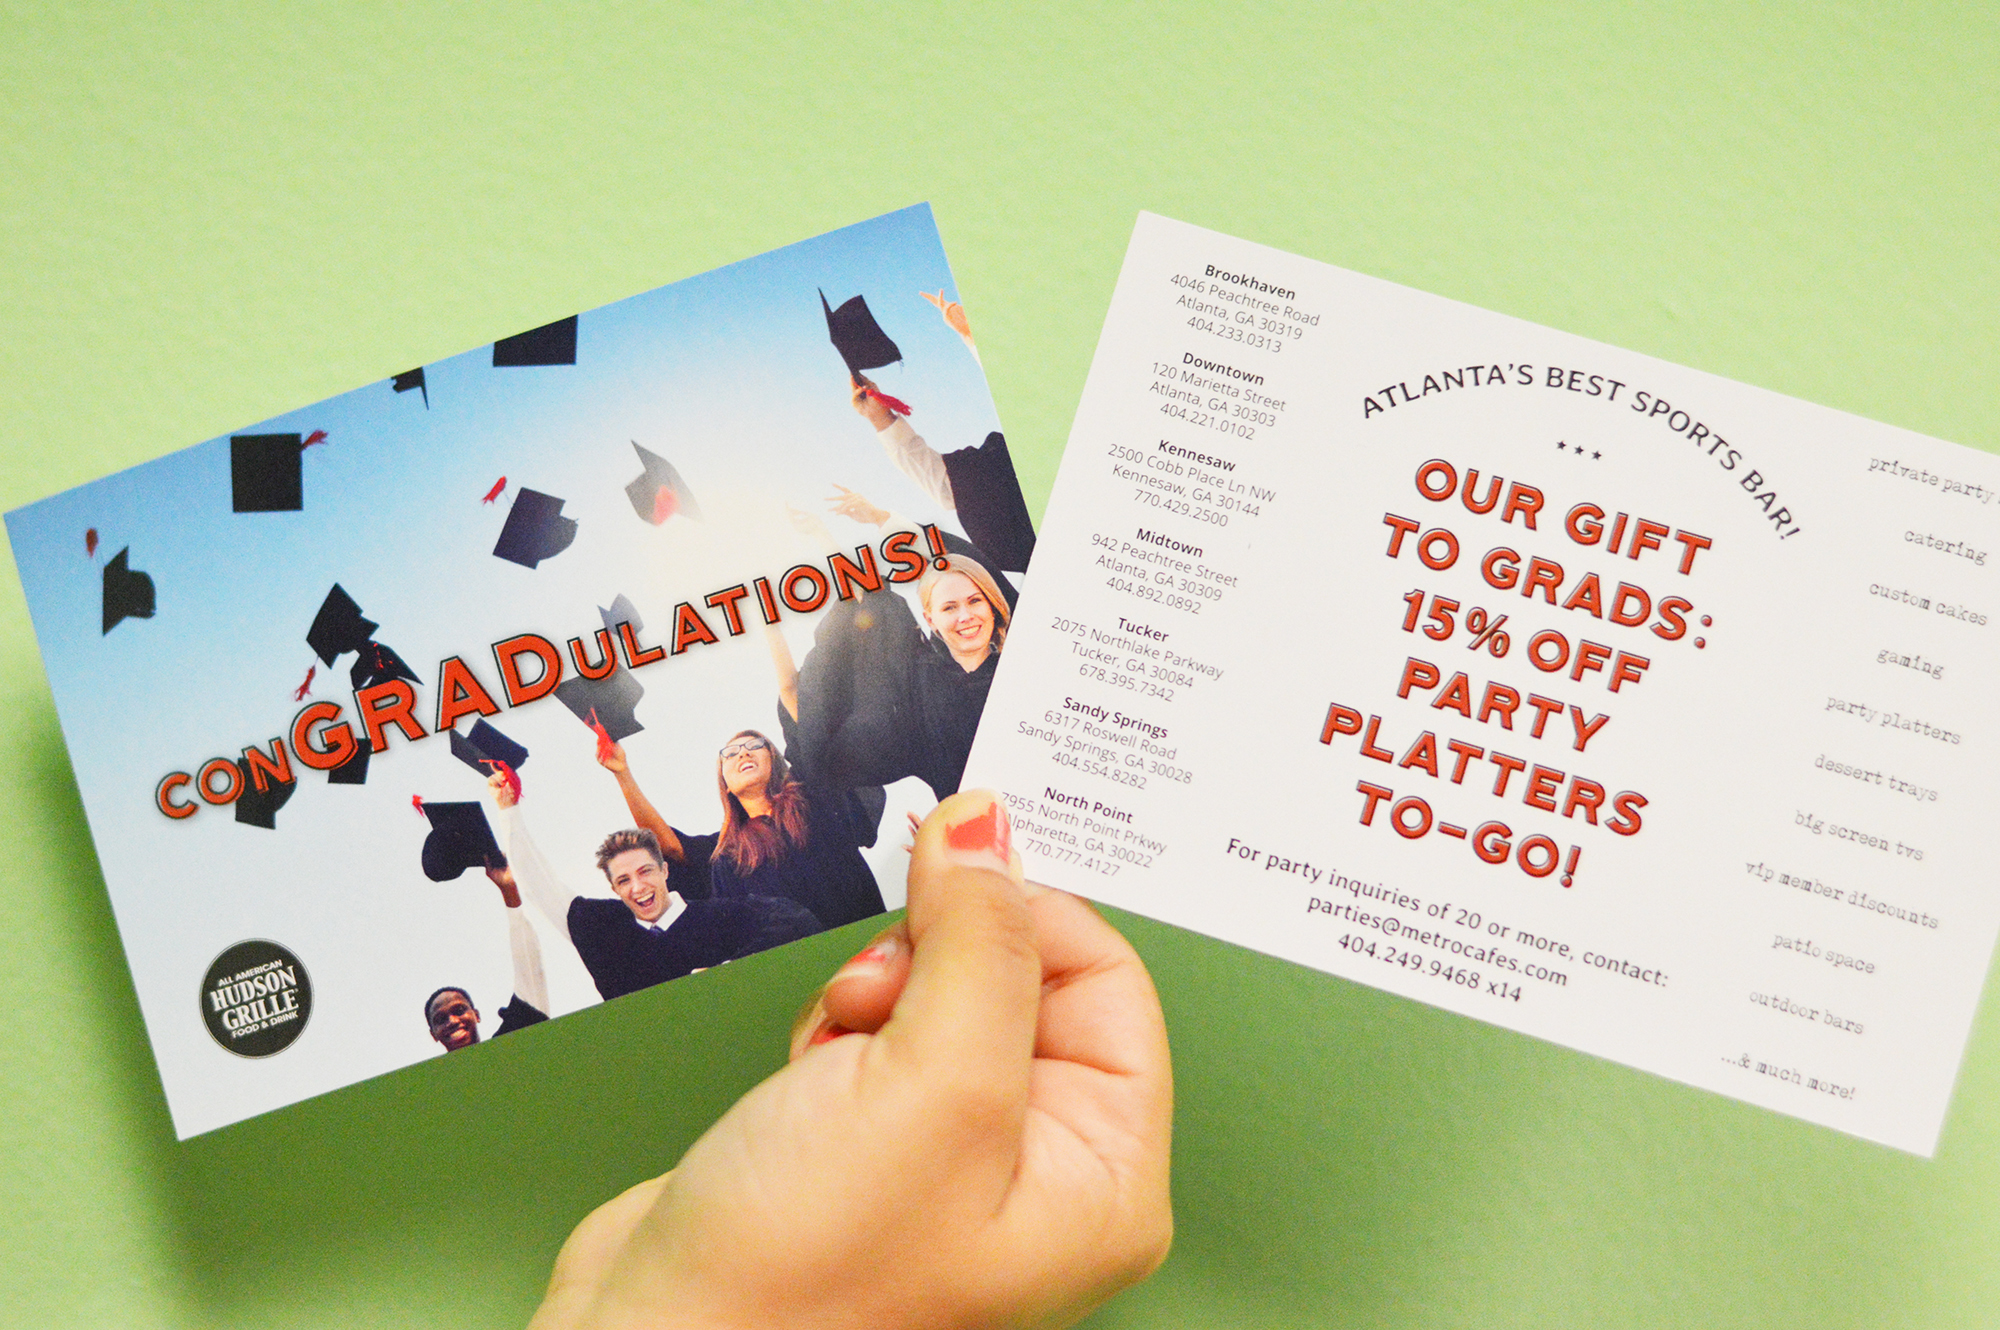 conGRADulations!
ALL AMERICAN
HUDSON
GRILLE
FOOD & DRINK
Brookhaven
4046 Peachtree Road
Atlanta, GA 30319
404.233.0313
Downtown
120 Marietta Street
Atlanta, GA 30303
404.221.0102
Kennesaw
2500 Cobb Place Ln NW
Kennesaw, GA 30144
770.429.2500
Midtown
942 Peachtree Street
Atlanta, GA 30309
404.892.0892
Tucker
2075 Northlake Parkway
Tucker, GA 30084
678.395.7342
Sandy Springs
6317 Roswell Road
Sandy Springs, GA 30028
404.554.8282
North Point
7955 North Point Prkwy
lpharetta, GA 30022
770.777.4127
ATLANTA'S BEST SPORTS BAR!
★ ★ ★
OUR GIFT
TO GRADS:
15% OFF
PARTY
PLATTERS
TO-GO!
For party inquiries of 20 or more, contact:
parties@metrocafes.com
404.249.9468 x14
private party
catering
custom cakes
gaming
party platters
dessert trays
big screen tvs
vip member discounts
patio space
outdoor bars
...& much more!